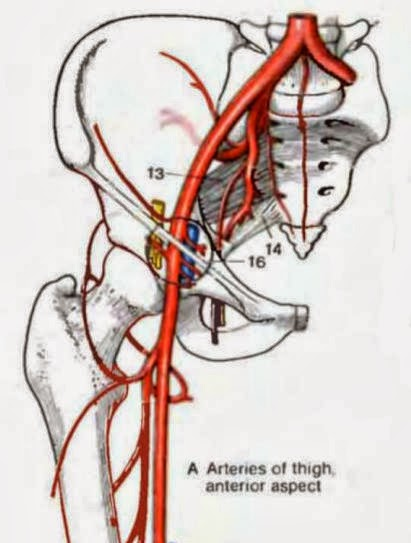 13
14
16
A Arteries of thigh,
anterior aspect